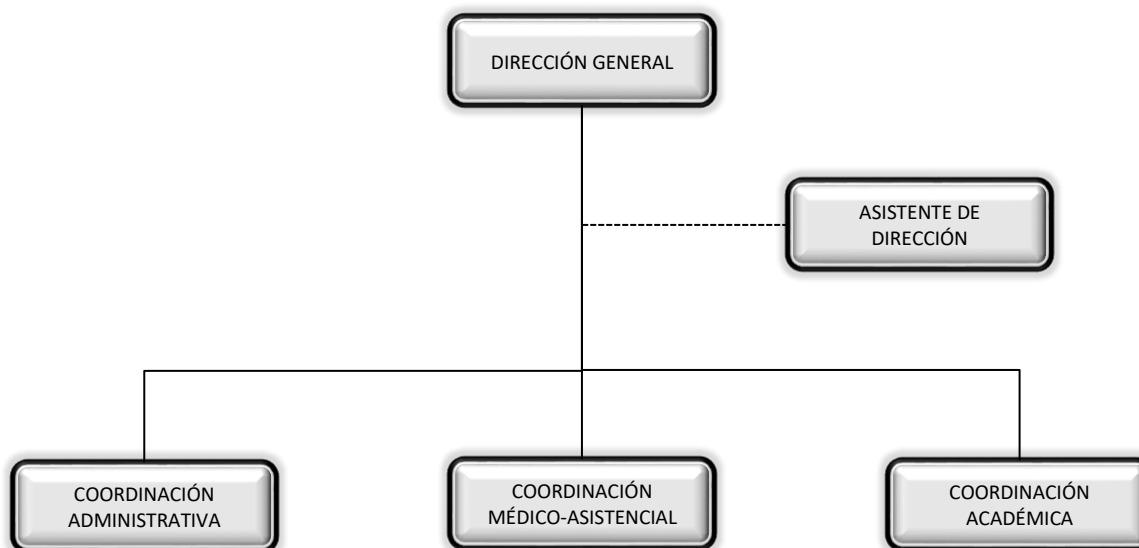 DIRECCIÓN GENERAL
ASISTENTE DE
DIRECCIÓN
COORDINACIÓN
ADMINISTRATIVA
COORDINACIÓN
MÉDICO-ASISTENCIAL
COORDINACIÓN
ACADÉMICA